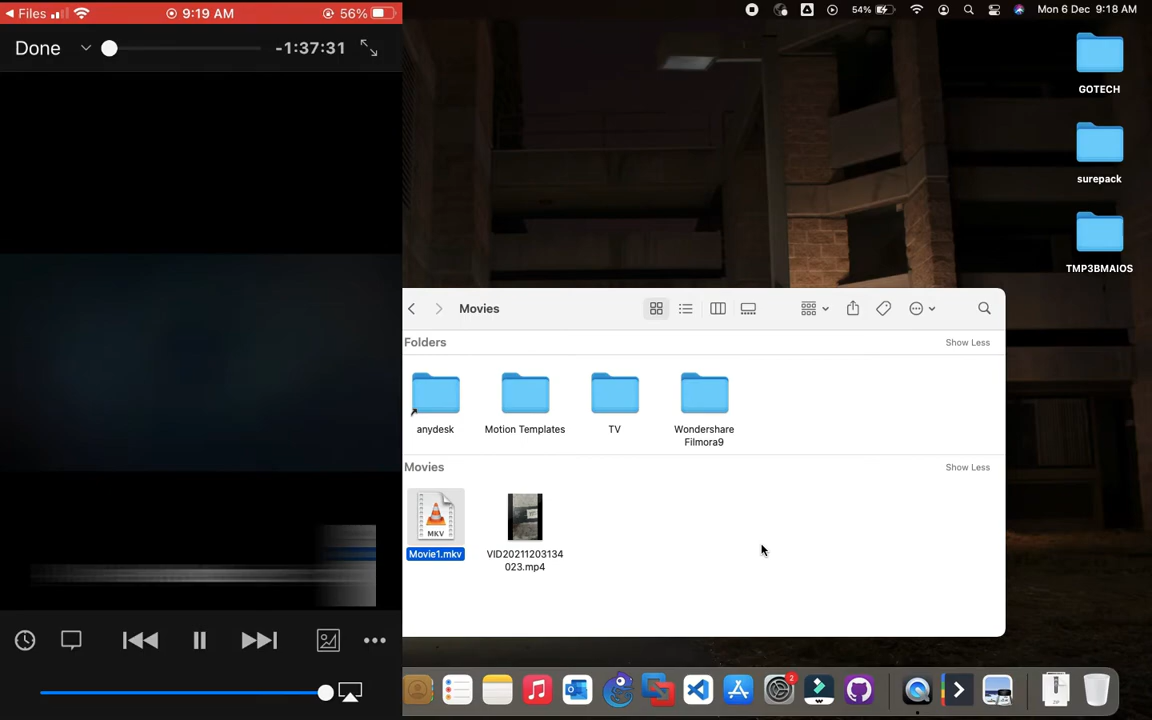 Files
9:19 AM
56%
Done
-1:37:31
54%
Mon 6 Dec 9:18 AM
GOTECH
surepack
TMP3BMAIOS
Movies
Folders
Show Less
anydesk
Motion Templates
TV
Wondershare
Filmora9
Movies
Show Less
MKV
Movie1.mkv
VID20211203134
023.mp4
2
ZIP